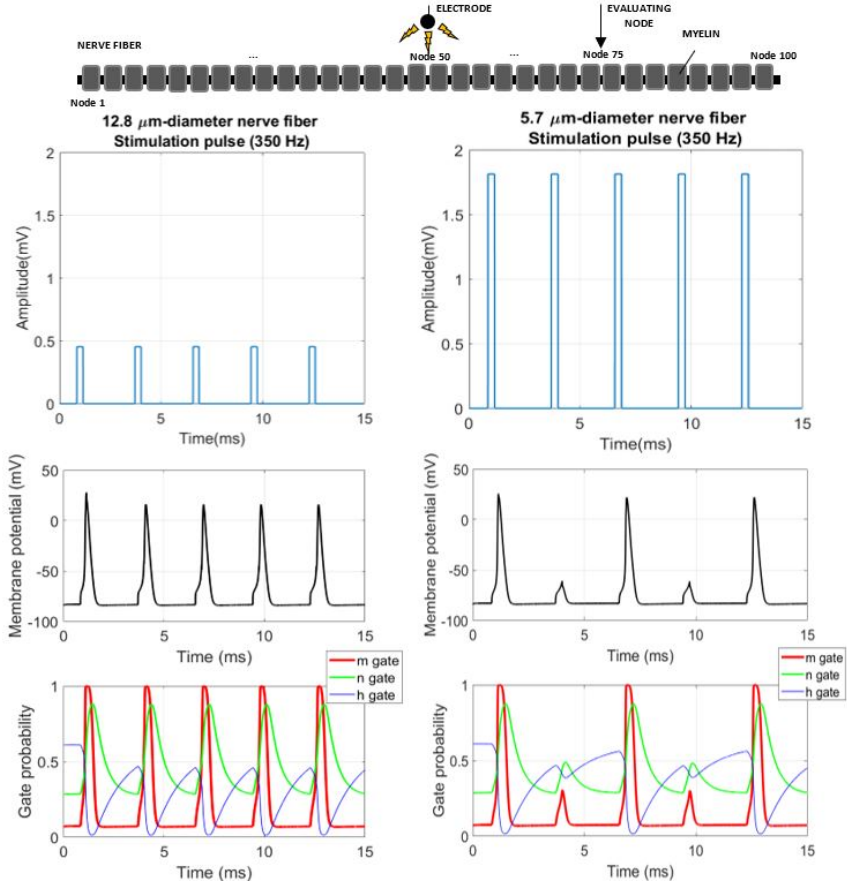 ELECTRODE
EVALUATING
NODE
NERVE FIBER
...
Node 50
...
Node 75
MYELIN
Node 100
Node 1
12.8 μm-diameter nerve fiber
Stimulation pulse (350 Hz)
2
1.5
1
0.5
0
Amplitude(mV)
0 5 10 15
Time(ms)
5.7 μm-diameter nerve fiber
Stimulation pulse (350 Hz)
2
1.5
1
0.5
0
Amplitude(mV)
0 5 10 15
Time(ms)
50
0
-50
-100
Membrane potential (mV)
0 5 10 15
Time (ms)
50
0
-50
-100
Membrane potential (mV)
0 5 10 15
Time (ms)
m gate
n gate
h gate
1
0.5
0
Gate probability
0 5 10 15
Time (ms)
m gate
n gate
h gate
1
0.5
0
Gate probability
0 5 10 15
Time (ms)